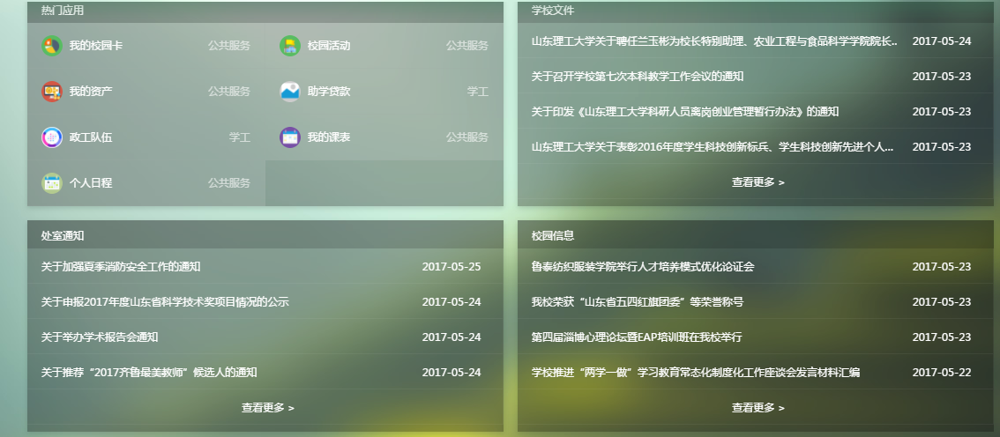 热门应用
我的校园卡 公共服务
校园活动 公共服务
我的资产 公共服务
助学贷款 学工
政工队伍 学工
我的课表 公共服务
个人日程 公共服务
学校文件
山东理工大学关于聘任兰玉彬为校长特别助理、农业工程与食品科学学院院长.. 2017-05-24
关于召开学校第七次本科教学工作会议的通知 2017-05-23
关于印发《山东理工大学科研人员离岗创业管理暂行办法》的通知 2017-05-23
山东理工大学关于表彰2016年度学生科技创新标兵、学生科技创新先进个人... 2017-05-23
查看更多 >
处室通知
关于加强夏季消防安全工作的通知 2017-05-25
关于申报2017年度山东省科学技术奖项目情况的公示 2017-05-24
关于举办学术报告会通知 2017-05-24
关于推荐“2017齐鲁最美教师”候选人的通知 2017-05-24
查看更多 >
校园信息
鲁泰纺织服装学院举行人才培养模式优化论证会 2017-05-23
我校荣获“山东省五四红旗团委”等荣誉称号 2017-05-23
第四届淄博心理论坛暨EAP培训班在我校举行 2017-05-23
学校推进“两学一做”学习教育常态化制度化工作座谈会发言材料汇编 2017-05-22
查看更多 >